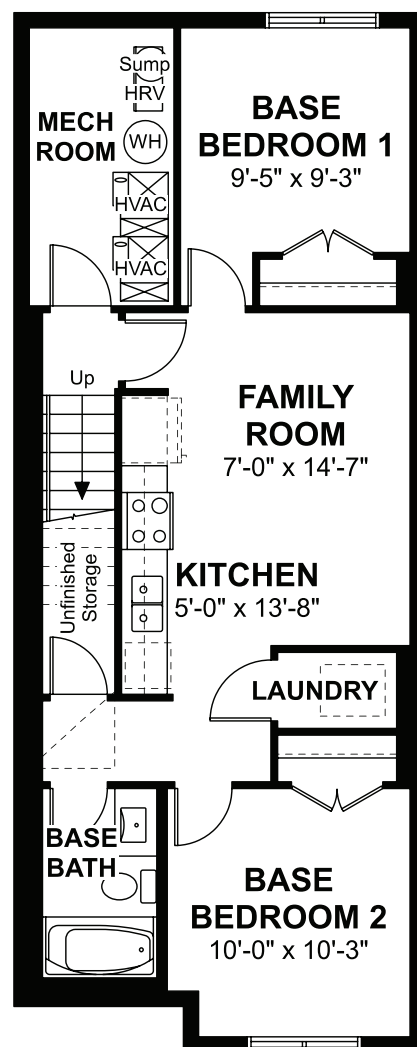 Sump
HRV
MECH
ROOM
WH
HVAC
HVAC
BASE
BEDROOM 1
9'-5" x 9'-3"
Up
FAMILY
ROOM
7'-0" x 14'-7"
Unfinished
Storage
KITCHEN
5'-0" x 13'-8"
LAUNDRY
BASE
BATH
BASE
BEDROOM 2
10'-0" x 10'-3"